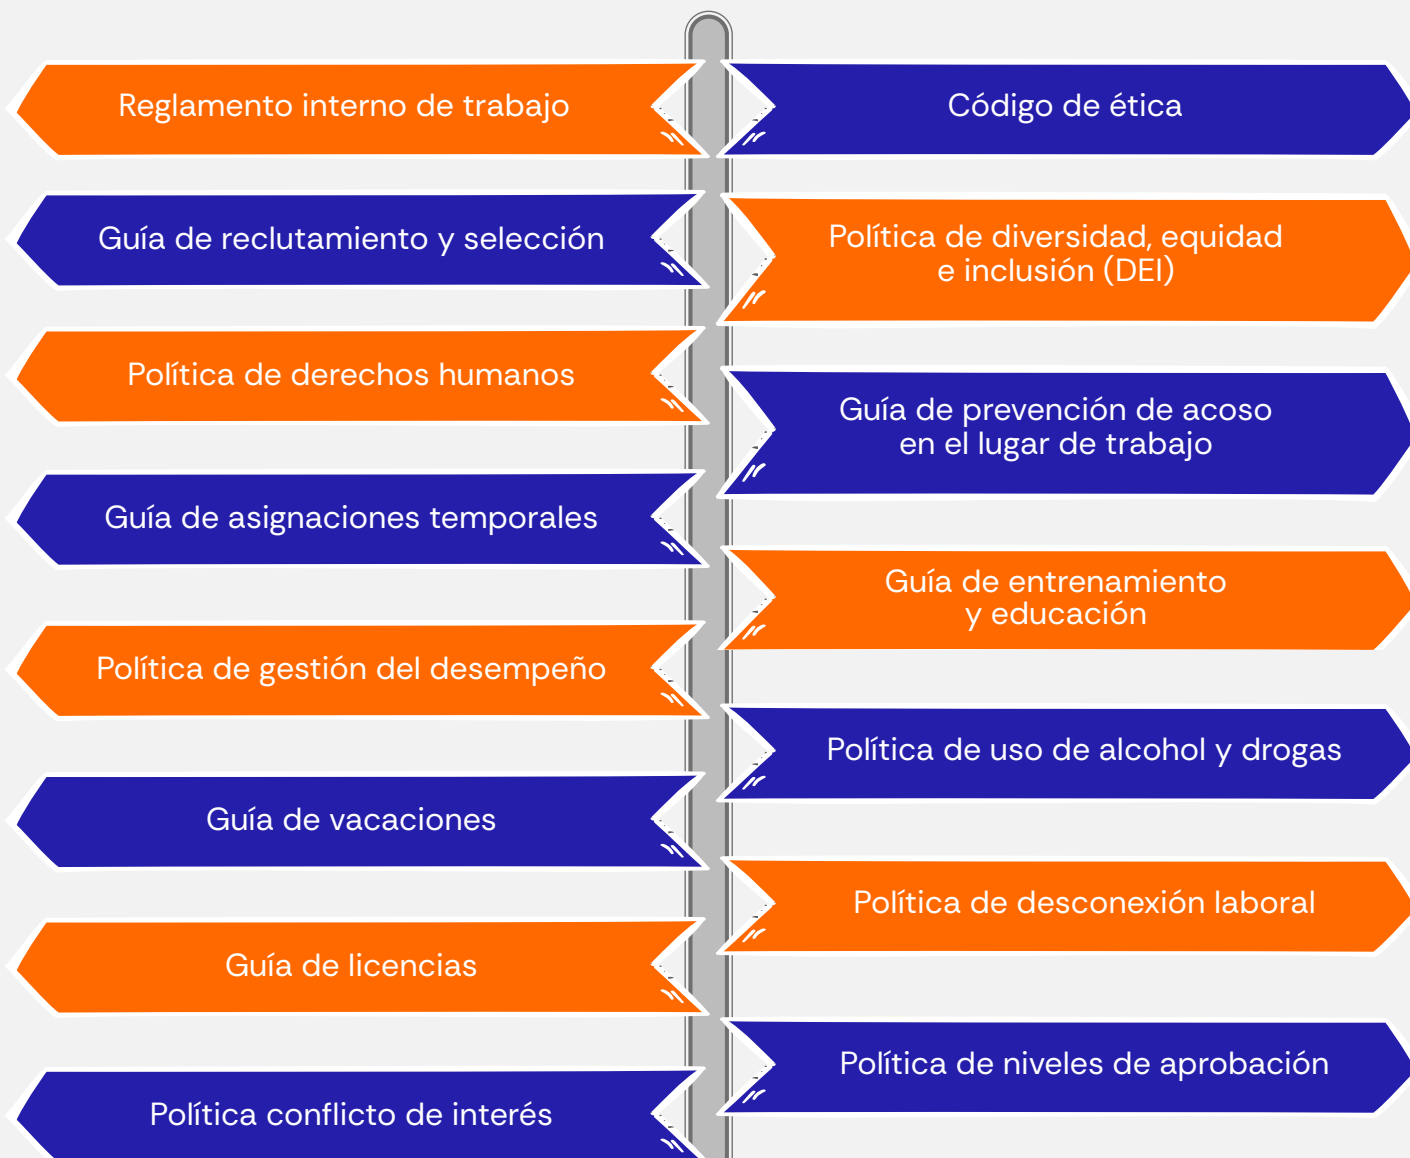 Reglamento interno de trabajo
Código de ética
Guía de reclutamiento y selección
Política de diversidad, equidad
e inclusión (DEI)
Política de derechos humanos
Guía de prevención de acoso
en el lugar de trabajo
Guía de asignaciones temporales
Guía de entrenamiento
y educación
Política de gestión del desempeño
Política de uso de alcohol y drogas
Guía de vacaciones
Política de desconexión laboral
Guía de licencias
Política de niveles de aprobación
Política conflicto de interés